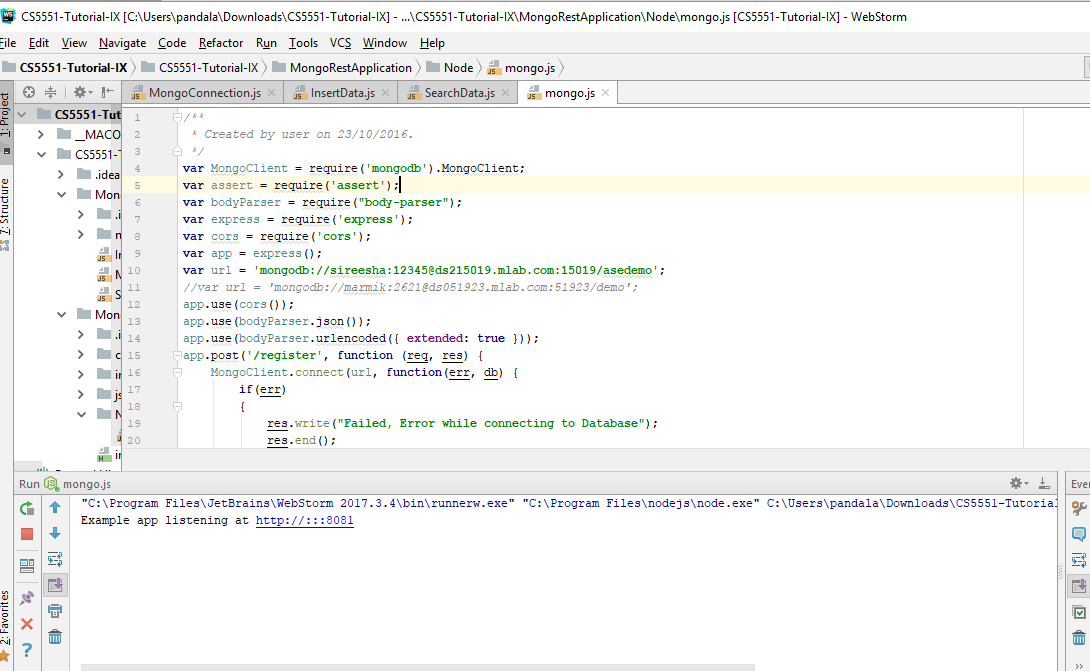 CS5551-Tutorial-IX [C:\Users\pandala\Downloads\CS5551-Tutorial-IX] - ...\CS5551-Tutorial-IX\MongoRestApplication\Node\mongo.js [CS5551-Tutorial-IX] - WebStorm
File Edit View Navigate Code Refactor Run Tools VCS Window Help
CS5551-Tutorial-IX CS5551-Tutorial-IX MongoRestApplication Node mongo.js
1: Project
7: Structure
2: Favorites
MongoConnection.js InsertData.js SearchData.js mongo.js
CS5551-Tut
__MACO
CS5551-T
.idea
Mon
.i
n
In
M
S
Mon
.i
c
in
js
N
in
1 /**
2 * Created by user on 23/10/2016.
3 */
4 var MongoClient = require('mongodb').MongoClient;
5 var assert = require('assert');
6 var bodyParser = require("body-parser");
7 var express = require('express');
8 var cors = require('cors');
9 var app = express();
10 var url = 'mongodb://sireesha:12345@ds215019.mlab.com:15019/asedemo';
11 //var url = 'mongodb://marmik:2621@ds051923.mlab.com:51923/demo';
12 app.use(cors());
13 app.use(bodyParser.json());
14 app.use(bodyParser.urlencoded({ extended: true }));
15 app.post('/register', function (req, res) {
16 MongoClient.connect(url, function(err, db) {
17 if(err)
18 {
19 res.write("Failed, Error while connecting to Database");
20 res.end();
Run mongo.js
Even
"C:\Program Files\JetBrains\WebStorm 2017.3.4\bin\runnerw.exe" "C:\Program Files\nodejs\node.exe" C:\Users\pandala\Downloads\CS5551-Tutorial
Example app listening at http://:::8081